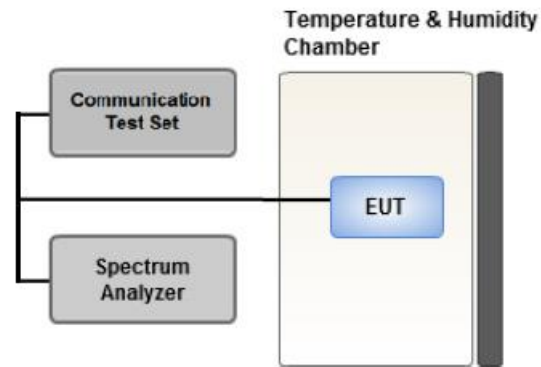 Temperature & Humidity
Chamber
Communication
Test Set
EUT
Spectrum
Analyzer